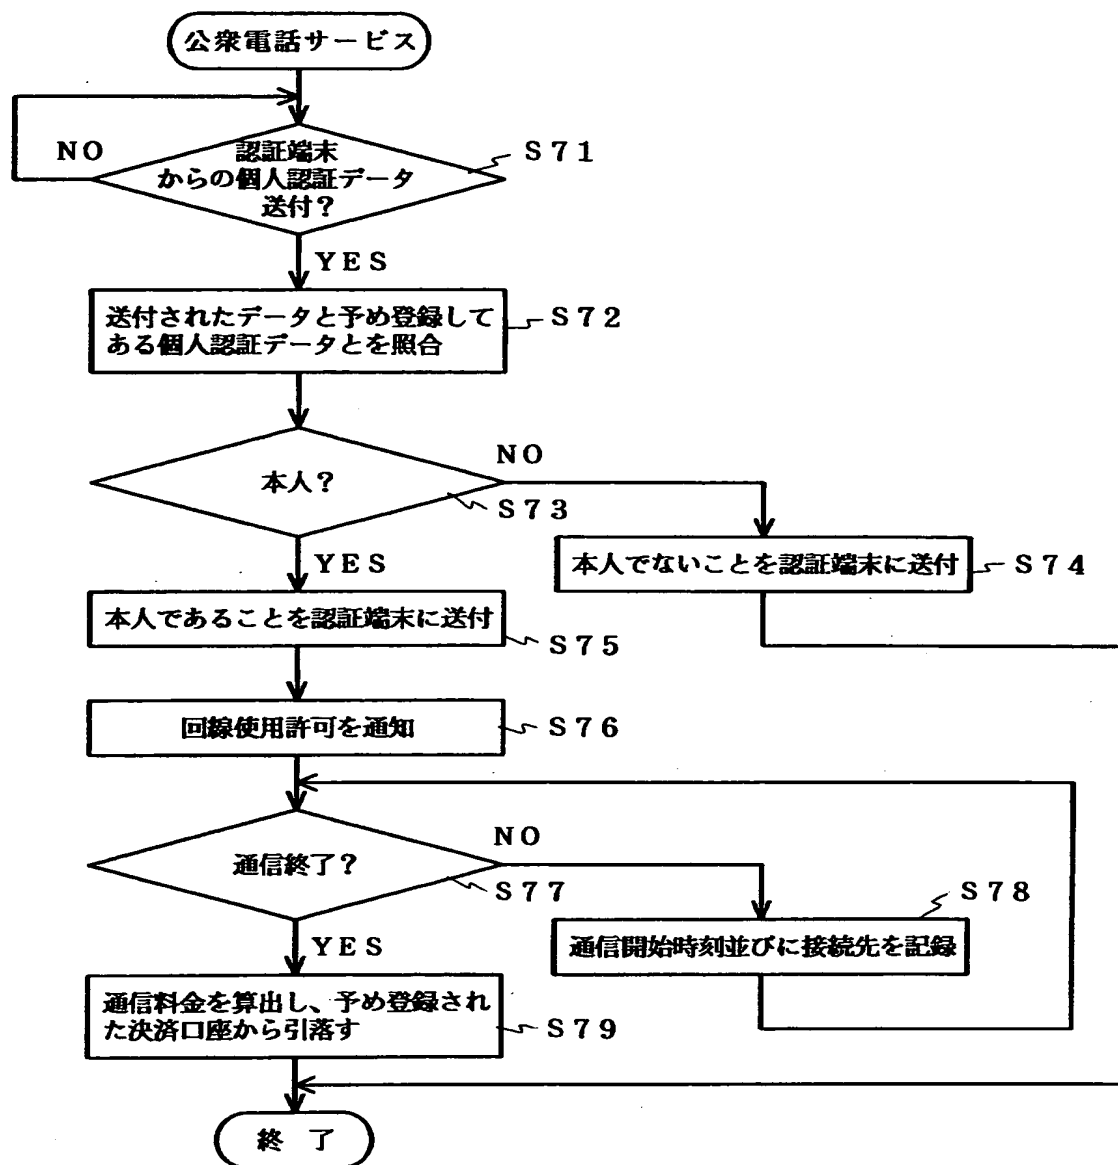 公衆電話サービス
認証端末
からの個人認証データ
送付？
S71
NO
YES
送付されたデータと予め登録して
ある個人認証データとを照合
S72
本人？
NO
S73
YES
本人でないことを認証端末に送付
S74
本人であることを認証端末に送付
S75
回線使用許可を通知
S76
通信終了？
NO
S77
YES
S78
通信開始時刻並びに接続先を記録
通信料金を算出し、予め登録され
た決済口座から引落す
S79
終 了